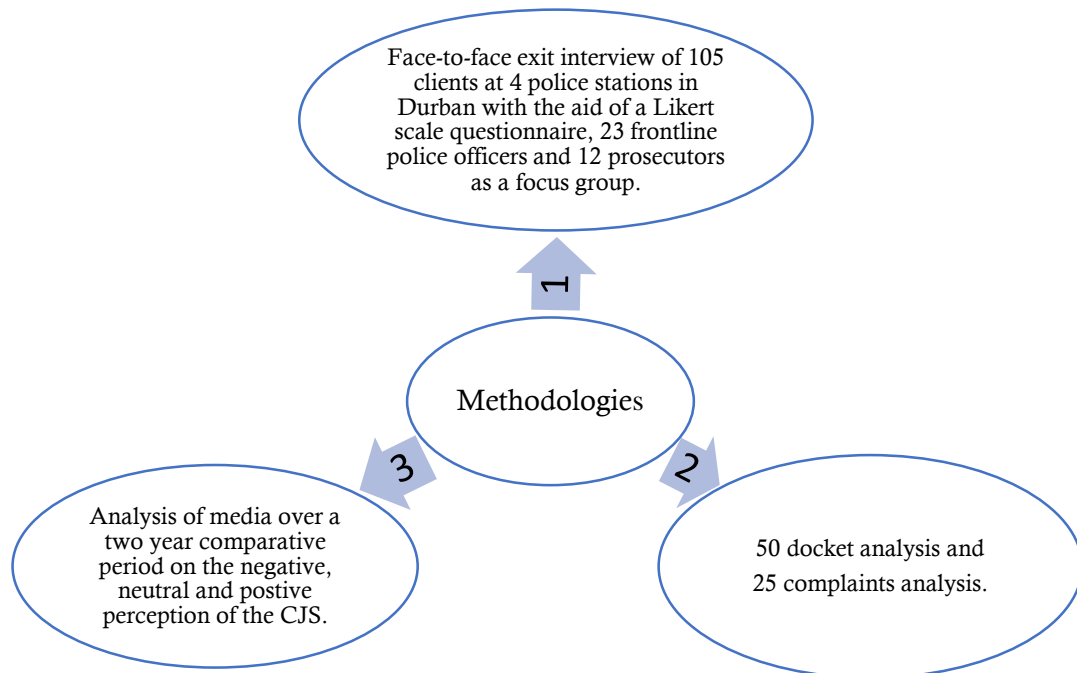 Face-to-face exit interview of 105
clients at 4 police stations in
Durban with the aid of a Likert
scale questionnaire, 23 frontline
police officers and 12 prosecutors
as a focus group.
1
Methodologies
2
50 docket analysis and
25 complaints analysis.
3
Analysis of media over a
two year comparative
period on the negative,
neutral and postive
perception of the CJS.